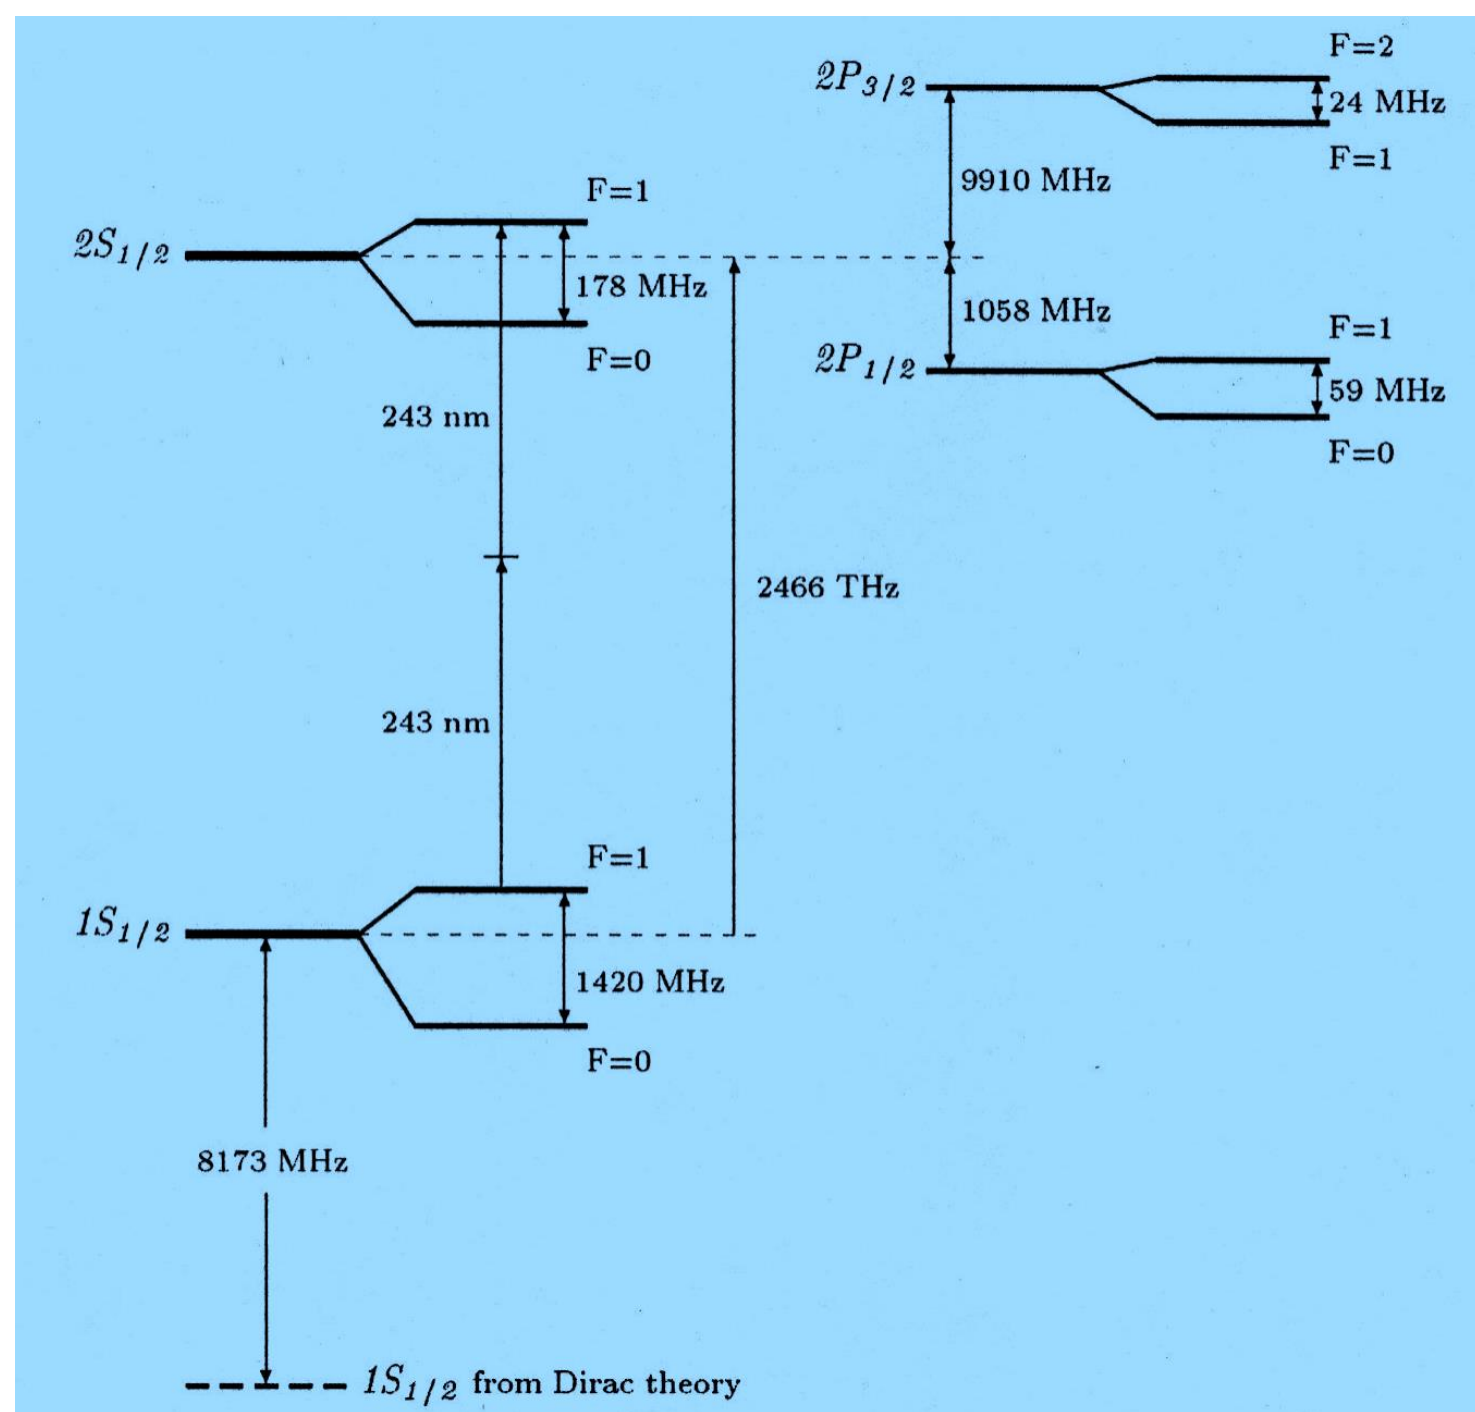 F=2
2P3/2
24 MHz
F=1
9910 MHz
F=1
2S1/2
178 MHz
1058 MHz
F=1
F=0
2P1/2
59 MHz
243 nm
F=0
2466 THz
243 nm
F=1
1S1/2
1420 MHz
F=0
8173 MHz
1S1/2 from Dirac theory